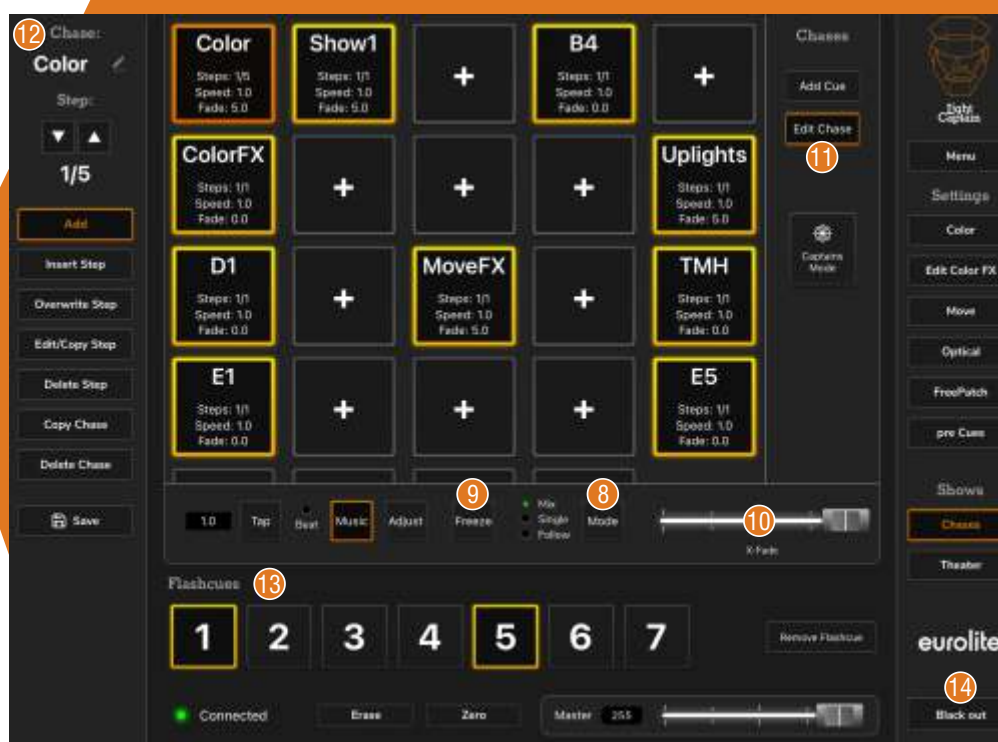 12
Chase:
Color
Step:
1/5
Add
Insert Step
Overwrite Step
Edit/Copy Step
Delete Step
Copy Chase
Delete Chase
Save
Color
Steps: 1/5
Speed: 1.0
Fade: 5.0
Show1
Steps: 1/1
Speed: 1.0
Fade: 5.0
+
B4
Steps: 1/1
Speed: 1.0
Fade: 0.0
+
ColorFX
Steps: 1/1
Speed: 1.0
Fade: 0.0
+
+
+
Uplights
Steps: 1/1
Speed: 1.0
Fade: 5.0
D1
Steps: 1/1
Speed: 1.0
Fade: 0.0
+
MoveFX
Steps: 1/1
Speed: 1.0
Fade: 5.0
+
TMH
Steps: 1/1
Speed: 1.0
Fade: 0.0
E1
Steps: 1/1
Speed: 1.0
Fade: 0.0
+
+
+
E5
Steps: 1/1
Speed: 1.0
Fade: 0.0
Chases
Add Cue
Edit Chase
11
Captains
Mode
9
8
1.0
Tap
Beat
Music
Adjust
Freeze
Mix
Single
Follow
Mode
10
X-Fade
Flashcues
13
1
2
3
4
5
6
7
Remove Flashcue
Connected
Erase
Zero
Master
255
Light
Captain
Menu
Settings
Color
Edit Color FX
Move
Optical
FreePatch
pre Cues
Shows
Chases
Theater
eurolite
14
Black out